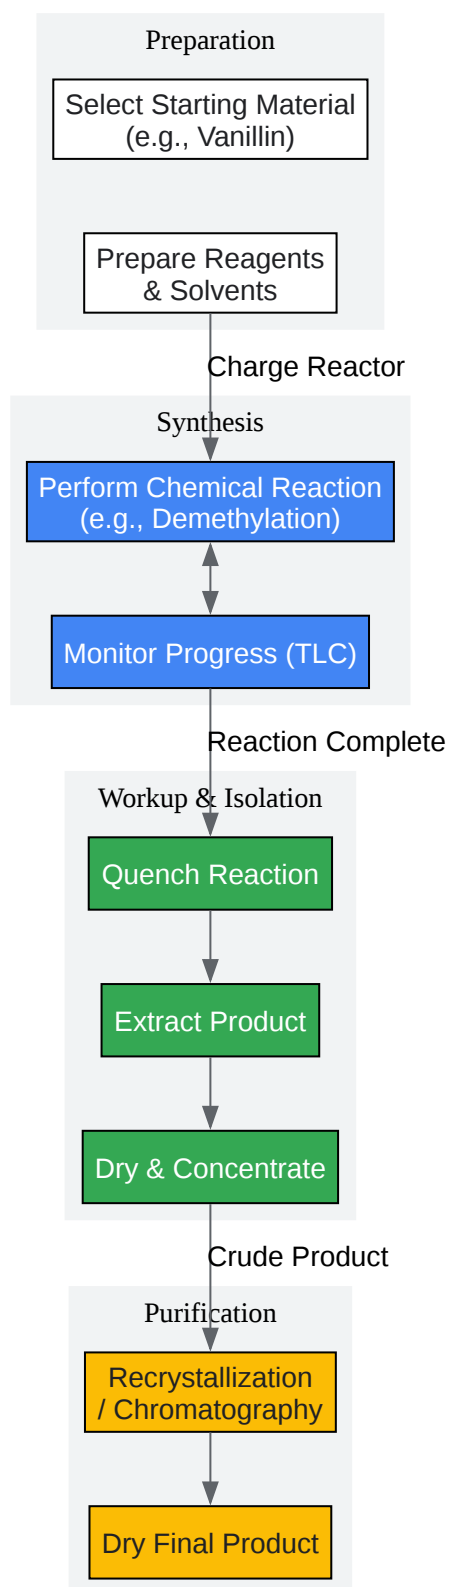 Preparation
Select Starting Material
(e.g., Vanillin)
Prepare Reagents
& Solvents
Charge Reactor
Synthesis
Perform Chemical Reaction
(e.g., Demethylation)
Monitor Progress (TLC)
Reaction Complete
Workup & Isolation
Quench Reaction
Extract Product
Dry & Concentrate
Crude Product
Purification
Recrystallization
/ Chromatography
Dry Final Product